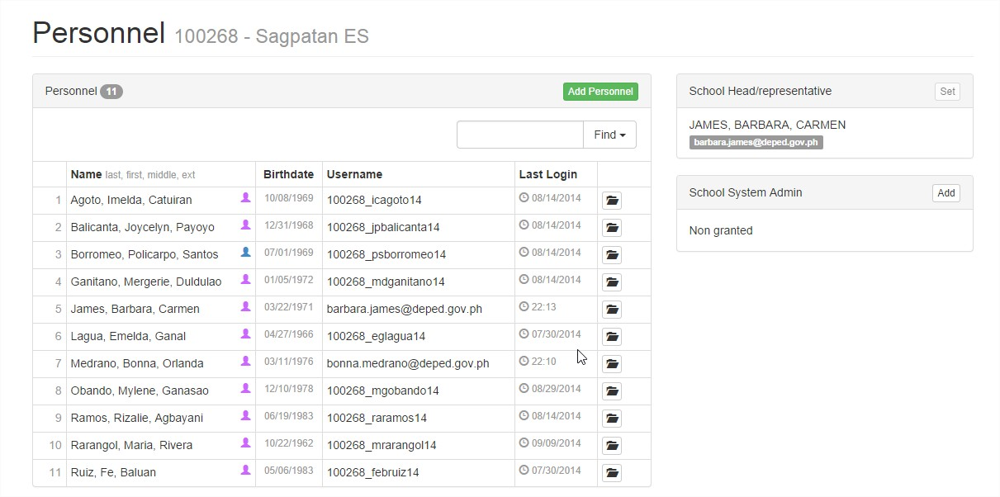 Personnel 100268 - Sagpatan ES
Personnel 11
Add Personnel
Find
Name last, first, middle, ext Birthdate Username Last Login
1 Agoto, Imelda, Catuiran 10/08/1969 100268_icagoto14 08/14/2014
2 Balicanta, Joycelyn, Payoyo 12/31/1968 100268_jpbalicanta14 08/14/2014
3 Borromeo, Policarpo, Santos 07/01/1969 100268_psborromeo14 08/14/2014
4 Ganitano, Mergerie, Duldulao 01/05/1972 100268_mdganitano14 08/14/2014
5 James, Barbara, Carmen 03/22/1971 barbara.james@deped.gov.ph 22:13
6 Lagua, Emelda, Ganal 04/27/1966 100268_eglagua14 07/30/2014
7 Medrano, Bonna, Orlanda 03/11/1976 bonna.medrano@deped.gov.ph 22:10
8 Obando, Mylene, Ganasao 12/10/1978 100268_mgobando14 08/29/2014
9 Ramos, Rizalie, Agbayani 06/19/1983 100268_raramos14 08/14/2014
10 Rarangol, Maria, Rivera 10/22/1962 100268_mrarangol14 09/09/2014
11 Ruiz, Fe, Baluan 05/06/1983 100268_februiz14 07/30/2014
School Head/representative Set
JAMES, BARBARA, CARMEN
barbara.james@deped.gov.ph
School System Admin Add
Non granted